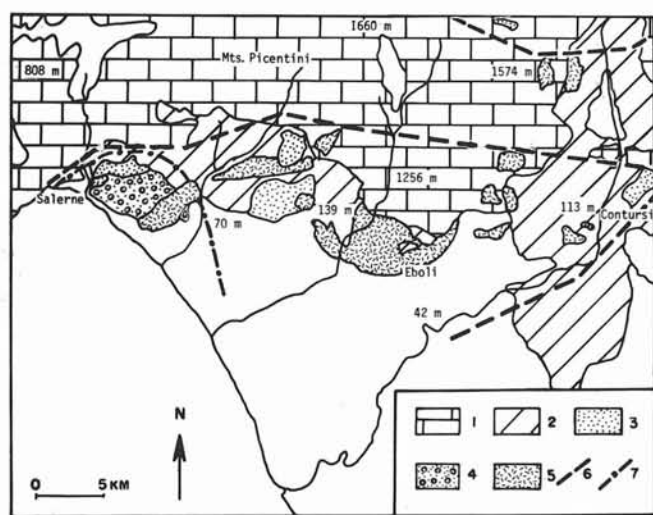 1660 m
Mts. Picentini
808 m
1574 m
1256 m
Salerne
113 m
Contursi
70 m
139 m
Eboli
42 m
N
0 5 KM
1 2 3
4 5 6 7